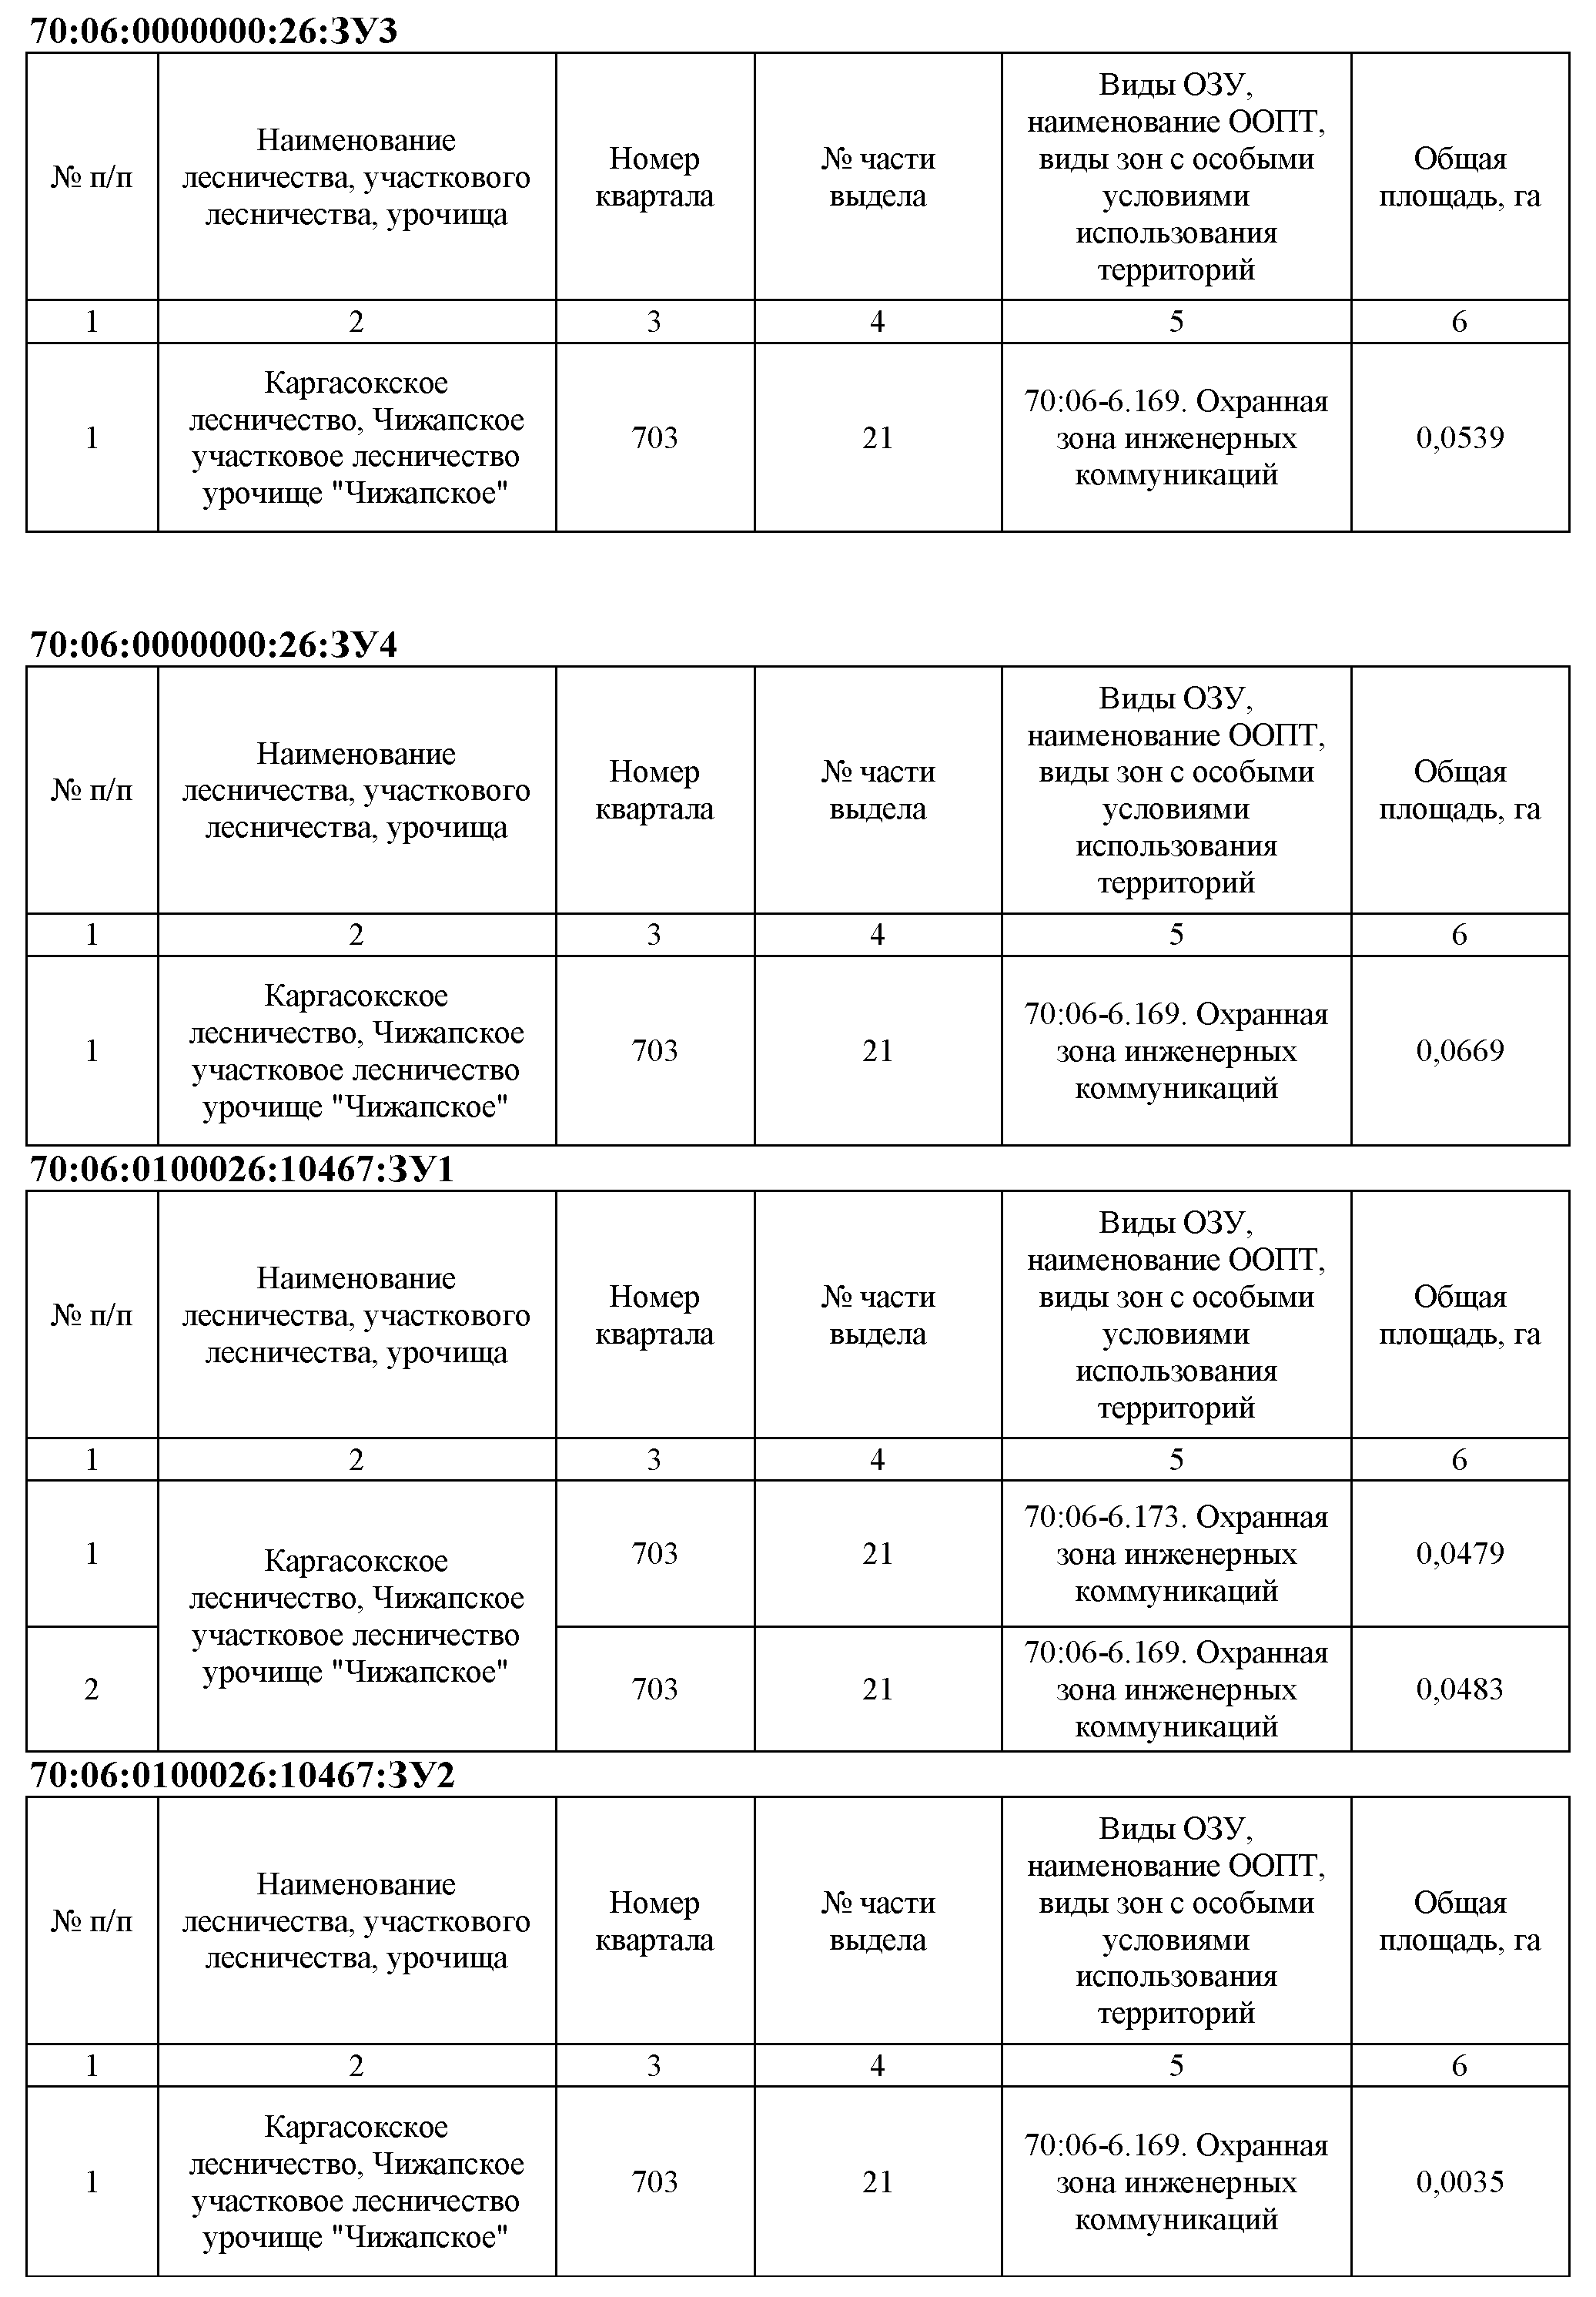 70:06:0000000:26:ЗУ3
№ п/п
Наименование
лесничества, участкового
лесничества, урочища
Номер
квартала
№ части
выдела
Виды ОЗУ,
наименование ООПТ,
виды зон с особыми
условиями
использования
территорий
Общая
площадь, га
1
2
3
4
5
6
1
Каргасокское
лесничество, Чижапское
участковое лесничество
урочище "Чижапское"
703
21
70:06-6.169. Охранная
зона инженерных
коммуникаций
0,0539
70:06:0000000:26:ЗУ4
№ п/п
Наименование
лесничества, участкового
лесничества, урочища
Номер
квартала
№ части
выдела
Виды ОЗУ,
наименование ООПТ,
виды зон с особыми
условиями
использования
территорий
Общая
площадь, га
1
2
3
4
5
6
1
Каргасокское
лесничество, Чижапское
участковое лесничество
урочище "Чижапское"
703
21
70:06-6.169. Охранная
зона инженерных
коммуникаций
0,0669
70:06:0100026:10467:ЗУ1
№ п/п
Наименование
лесничества, участкового
лесничества, урочища
Номер
квартала
№ части
выдела
Виды ОЗУ,
наименование ООПТ,
виды зон с особыми
условиями
использования
территорий
Общая
площадь, га
1
2
3
4
5
6
1
Каргасокское
лесничество, Чижапское
участковое лесничество
урочище "Чижапское"
703
21
70:06-6.173. Охранная
зона инженерных
коммуникаций
0,0479
2
703
21
70:06-6.169. Охранная
зона инженерных
коммуникаций
0,0483
70:06:0100026:10467:ЗУ2
№ п/п
Наименование
лесничества, участкового
лесничества, урочища
Номер
квартала
№ части
выдела
Виды ОЗУ,
наименование ООПТ,
виды зон с особыми
условиями
использования
территорий
Общая
площадь, га
1
2
3
4
5
6
1
Каргасокское
лесничество, Чижапское
участковое лесничество
урочище "Чижапское"
703
21
70:06-6.169. Охранная
зона инженерных
коммуникаций
0,0035